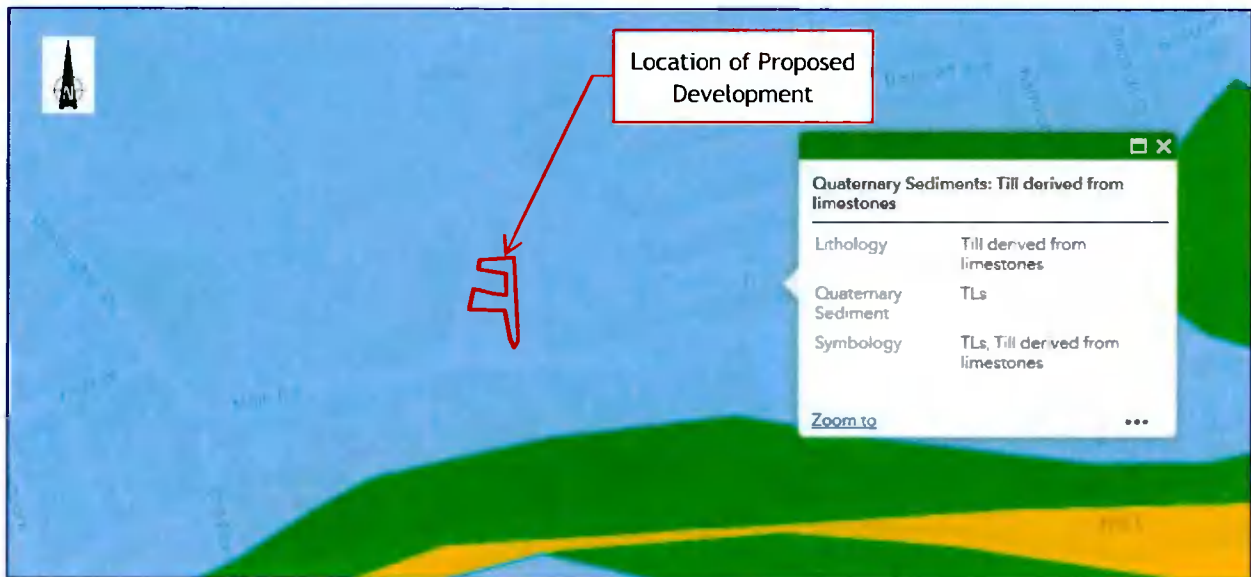 N
Location of Proposed
Development
Quaternary Sediments: Till derived from
limestones
Lithology Till derived from
limestones
Quaternary TLs
Sediment
Symbology TLs, Till derived from
limestones
Zoom to •••